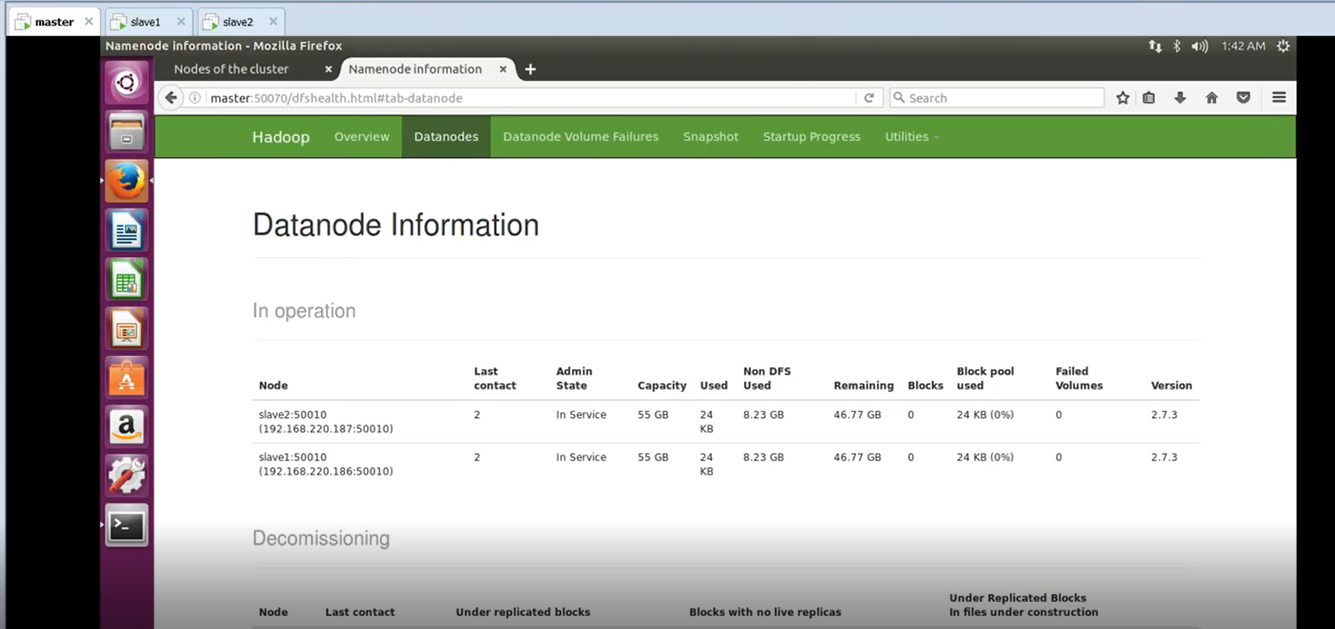 master slave1 slave2
Namenode information - Mozilla Firefox 1:42 AM
Nodes of the cluster Namenode information
master:50070/dfshealth.html#tab-datanode Search
Hadoop Overview Datanodes Datanode Volume Failures Snapshot Startup Progress Utilities
Datanode Information
In operation
Node Last contact Admin State Capacity Used Non DFS Used Remaining Blocks Block pool used Failed Volumes Version
slave2:50010 2 In Service 55 GB 24 KB 8.23 GB 46.77 GB 0 24 KB (0%) 0 2.7.3
(192.168.220.187:50010)
slave1:50010 2 In Service 55 GB 24 KB 8.23 GB 46.77 GB 0 24 KB (0%) 0 2.7.3
(192.168.220.186:50010)
Decomissioning
Node Last contact Under replicated blocks Blocks with no live replicas Under Replicated Blocks
In files under construction